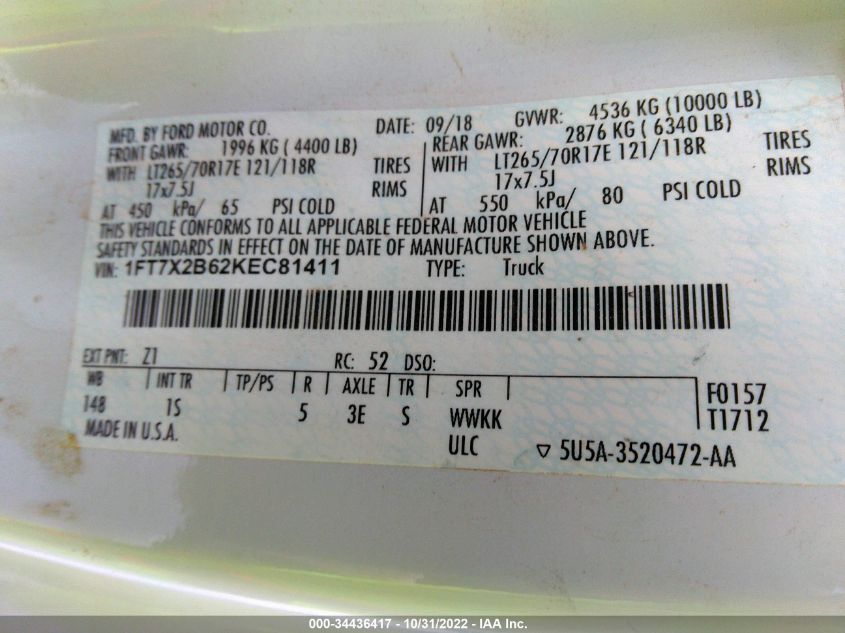 MFD. BY FORD MOTOR CO. DATE: 09/18 GVWR: 4536 KG (10000 LB)
FRONT GAWR: 1996 KG ( 4400 LB) REAR GAWR: 2876 KG ( 6340 LB)
WITH LT265/70R17E 121/118R TIRES WITH LT265/70R17E 121/118R TIRES
17x7.5J RIMS 17x7.5J RIMS
AT 450 kPa/ 65 PSI COLD AT 550 kPa/ 80 PSI COLD
THIS VEHICLE CONFORMS TO ALL APPLICABLE FEDERAL MOTOR VEHICLE
SAFETY STANDARDS IN EFFECT ON THE DATE OF MANUFACTURE SHOWN ABOVE.
VIN: 1FT7X2B62KEC81411 TYPE: Truck
EXT PNT: Z1 RC: 52 DSO:
WB INT TR TP/PS R AXLE TR SPR F0157
148 1S 5 3E S WWKK T1712
MADE IN U.S.A. ULC ▽ 5U5A-3520472-AA
000-34436417 - 10/31/2022 - IAA Inc.